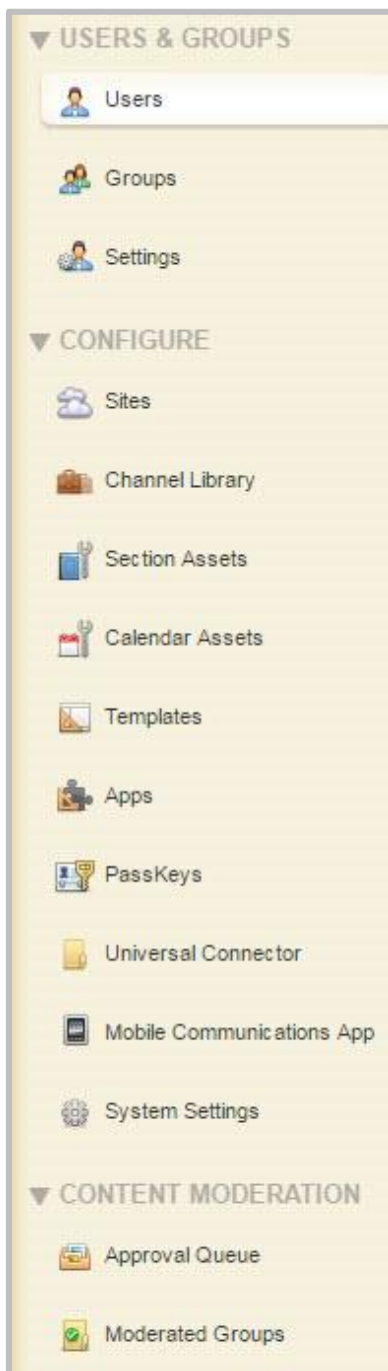 USERS & GROUPS
Users
Groups
Settings
CONFIGURE
Sites
Channel Library
Section Assets
Calendar Assets
Templates
Apps
PassKeys
Universal Connector
Mobile Communications App
System Settings
CONTENT MODERATION
Approval Queue
Moderated Groups